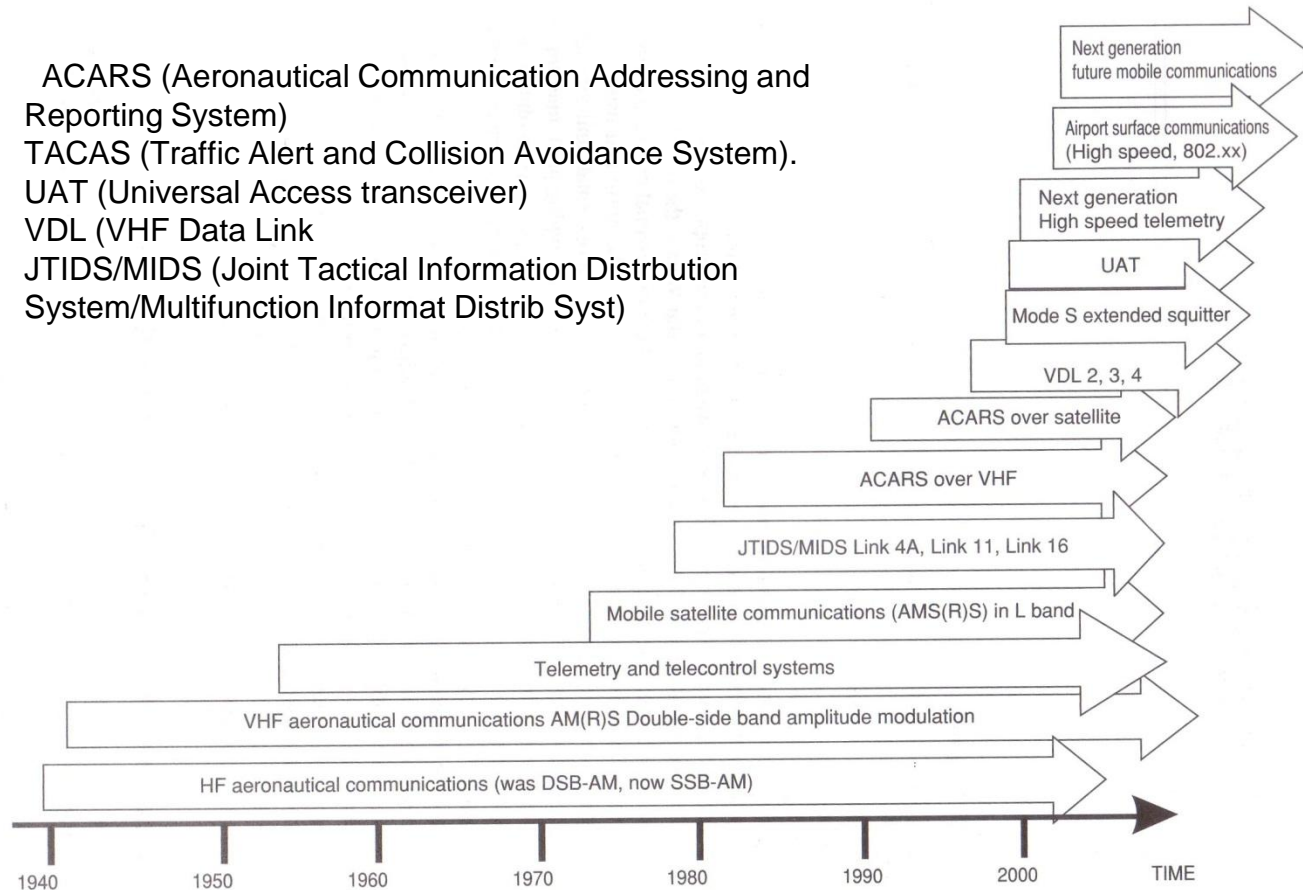 ACARS (Aeronautical Communication Addressing and
Reporting System)
TACAS (Traffic Alert and Collision Avoidance System).
UAT (Universal Access transceiver)
VDL (VHF Data Link
JTIDS/MIDS (Joint Tactical Information Distrbution
System/Multifunction Informat Distrib Syst)
Next generation
future mobile communications
Airport surface communications
(High speed, 802.xx)
Next generation
High speed telemetry
UAT
Mode S extended squitter
VDL 2, 3, 4
ACARS over satellite
ACARS over VHF
JTIDS/MIDS Link 4A, Link 11, Link 16
Mobile satellite communications (AMS(R)S) in L band
Telemetry and telecontrol systems
VHF aeronautical communications AM(R)S Double-side band amplitude modulation
HF aeronautical communications (was DSB-AM, now SSB-AM)
1940 1950 1960 1970 1980 1990 2000 TIME